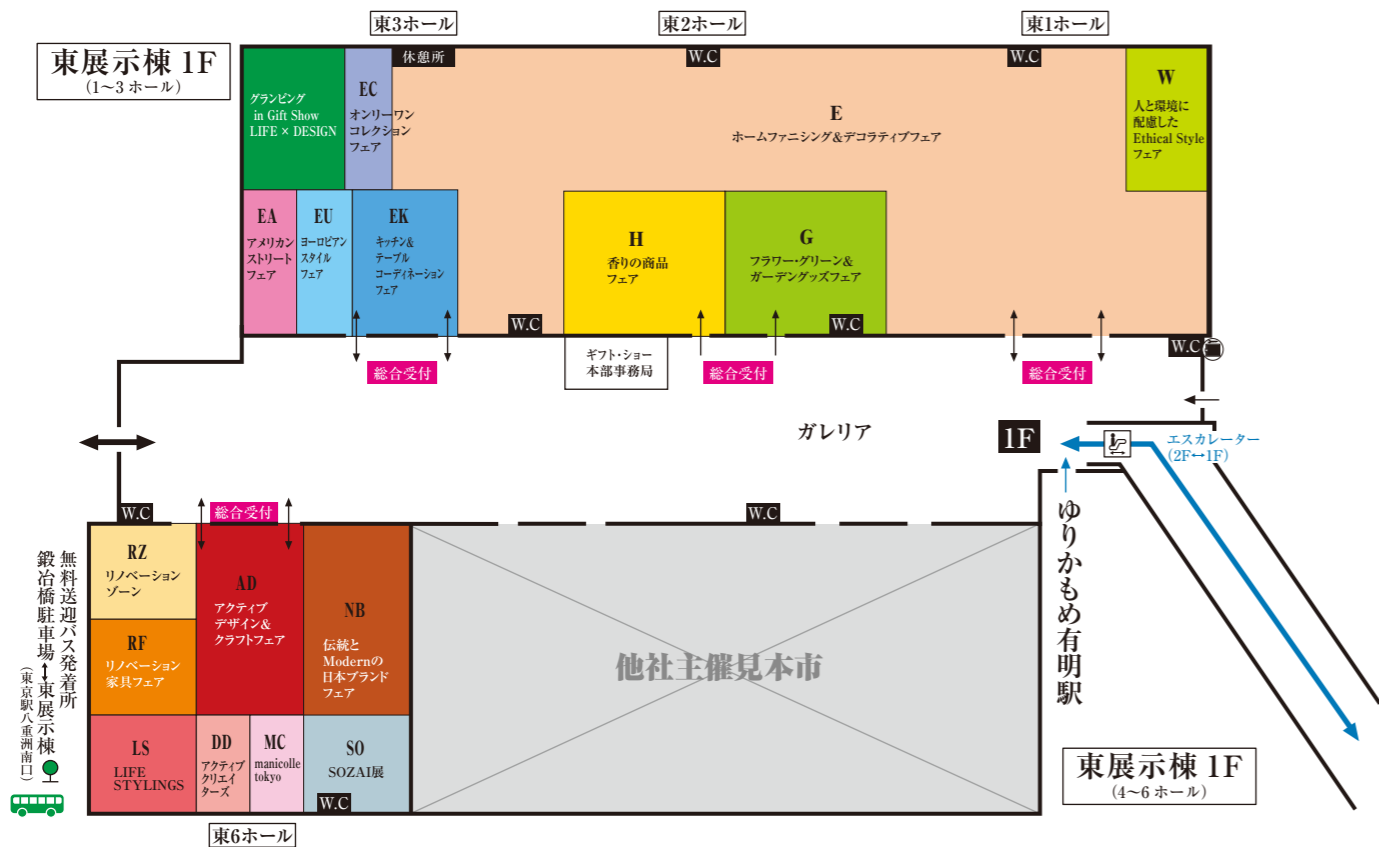 東3ホール
東2ホール
東1ホール
東展示棟 1F
(1〜3ホール)
休憩所
W.C
W.C
グランピング
in Gift Show
LIFE × DESIGN
EC
オンリーワン
コレクション
フェア
E
ホームファニシング&デコラティブフェア
W
人と環境に
配慮した
Ethical Style
フェア
EA
アメリカン
ストリート
フェア
EU
ヨーロピアン
スタイル
フェア
EK
キッチン&
テーブル
コーディネーション
フェア
H
香りの商品
フェア
G
フラワー・グリーン&
ガーデングッズフェア
W.C
W.C
W.C
総合受付
ギフト・ショー
本部事務局
総合受付
総合受付
ガレリア
1F
エスカレーター
(2F↔1F)
ゆりかもめ有明駅
W.C
総合受付
W.C
RZ
リノベーション
ゾーン
AD
アクティブ
デザイン&
クラフトフェア
NB
伝統と
Modernの
日本ブランド
フェア
RF
リノベーション
家具フェア
他社主催見本市
LS
LIFE
STYLINGS
DD
アクティブ
クリエイ
ターズ
MC
manicolle
tokyo
SO
SOZAI展
W.C
無料送迎バス発着所
鍛冶橋駐車場↔東展示棟
(東京駅八重洲南口)
東6ホール
東展示棟 1F
(4〜6ホール)